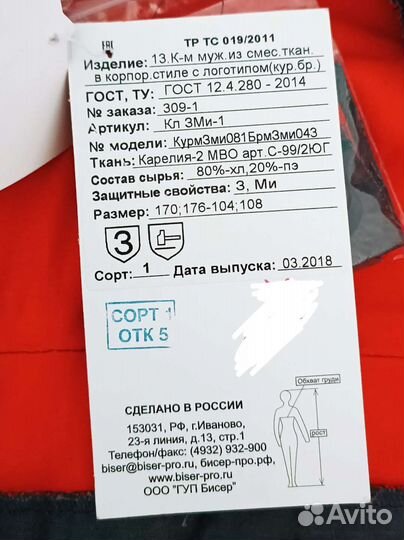 EAC
ТР ТС 019/2011
Изделие: 13.К-м муж.из смес.ткан.
в корпор.стиле с логотипом(кур.бр.)
ГОСТ, ТУ: ГОСТ 12.4.280 - 2014
№ заказа: 309-1
Артикул: Кл ЗМи-1
№ модели: КурмЗми081БрмЗми043
Ткань: Карелия-2 МВО арт.С-99/2ЮГ
Состав сырья: 80%-хл,20%-пэ
Защитные свойства: З, Ми
Размер: 170;176-104;108
З
Сорт: 1 Дата выпуска: 03.2018
СОРТ 1
ОТК 5
Обхват груди
рост
СДЕЛАНО В РОССИИ
153031, РФ, г.Иваново,
23-я линия, д.13, стр.1
Телефон/факс: (4932) 932-900
biser@biser-pro.ru, бисер-про.рф,
www.biser-pro.ru
ООО "ГУП Бисер"
Avito